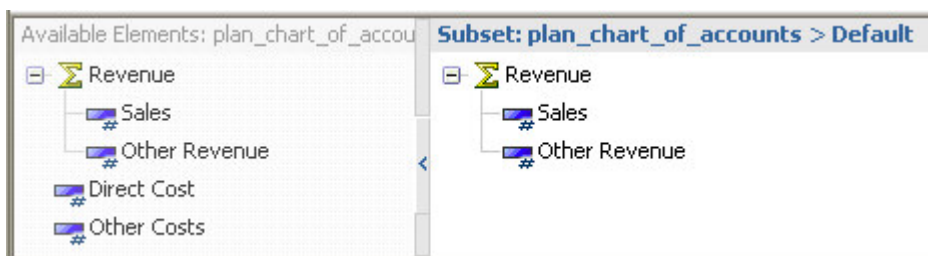 Available Elements: plan_chart_of_accou
Revenue
Sales
Other Revenue
Direct Cost
Other Costs
Subset: plan_chart_of_accounts > Default
Revenue
Sales
Other Revenue